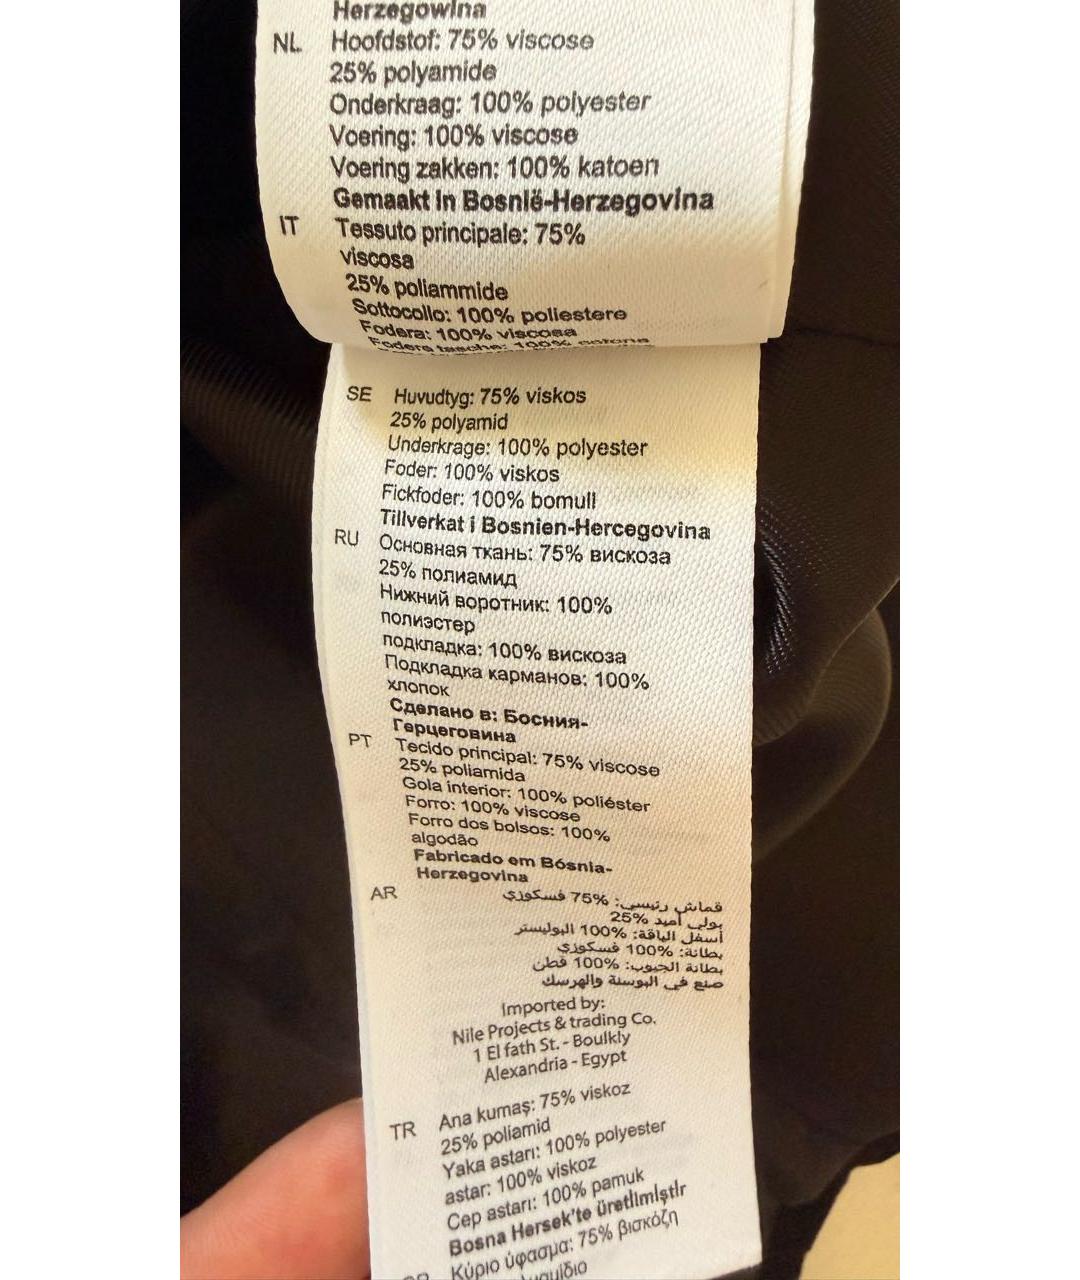 Herzegowina
NL Hoofdstof: 75% viscose
25% polyamide
Onderkraag: 100% polyester
Voering: 100% viscose
Voering zakken: 100% katoen
Gemaakt in Bosnië-Herzegovina
IT Tessuto principale: 75%
viscosa
25% poliammide
Sottocollo: 100% poliestere
Fodera: 100% viscosa
Fodera tasche: 100% cotone
SE Huvudtyg: 75% viskos
25% polyamid
Underkrage: 100% polyester
Foder: 100% viskos
Fickfoder: 100% bomull
Tillverkat i Bosnien-Hercegovina
RU Основная ткань: 75% вискоза
25% полиамид
Нижний воротник: 100%
полиэстер
подкладка: 100% вискоза
Подкладка карманов: 100%
хлопок
Сделано в: Босния-
Герцеговина
PT Tecido principal: 75% viscose
25% poliamida
Gola interior: 100% poliéster
Forro: 100% viscose
Forro dos bolsos: 100%
algodão
Fabricado em Bósnia-
Herzegovina
AR قماش رئيسي: 75% فسكوزي
بولي أميد 25%
أسفل الياقة: 100% البوليستر
بطانة: 100% فسكوزي
بطانة الجيوب: 100% قطن
صنع في البوسنة والهرسك
Imported by:
Nile Projects & trading Co.
1 El fath St. - Boulkly
Alexandria - Egypt
TR Ana kumaş: 75% viskoz
25% poliamid
Yaka astarı: 100% polyester
astar: 100% viskoz
Cep astarı: 100% pamuk
Bosna Hersek'te üretilmiştir
Κύριο ύφασμα: 75% βισκόζη